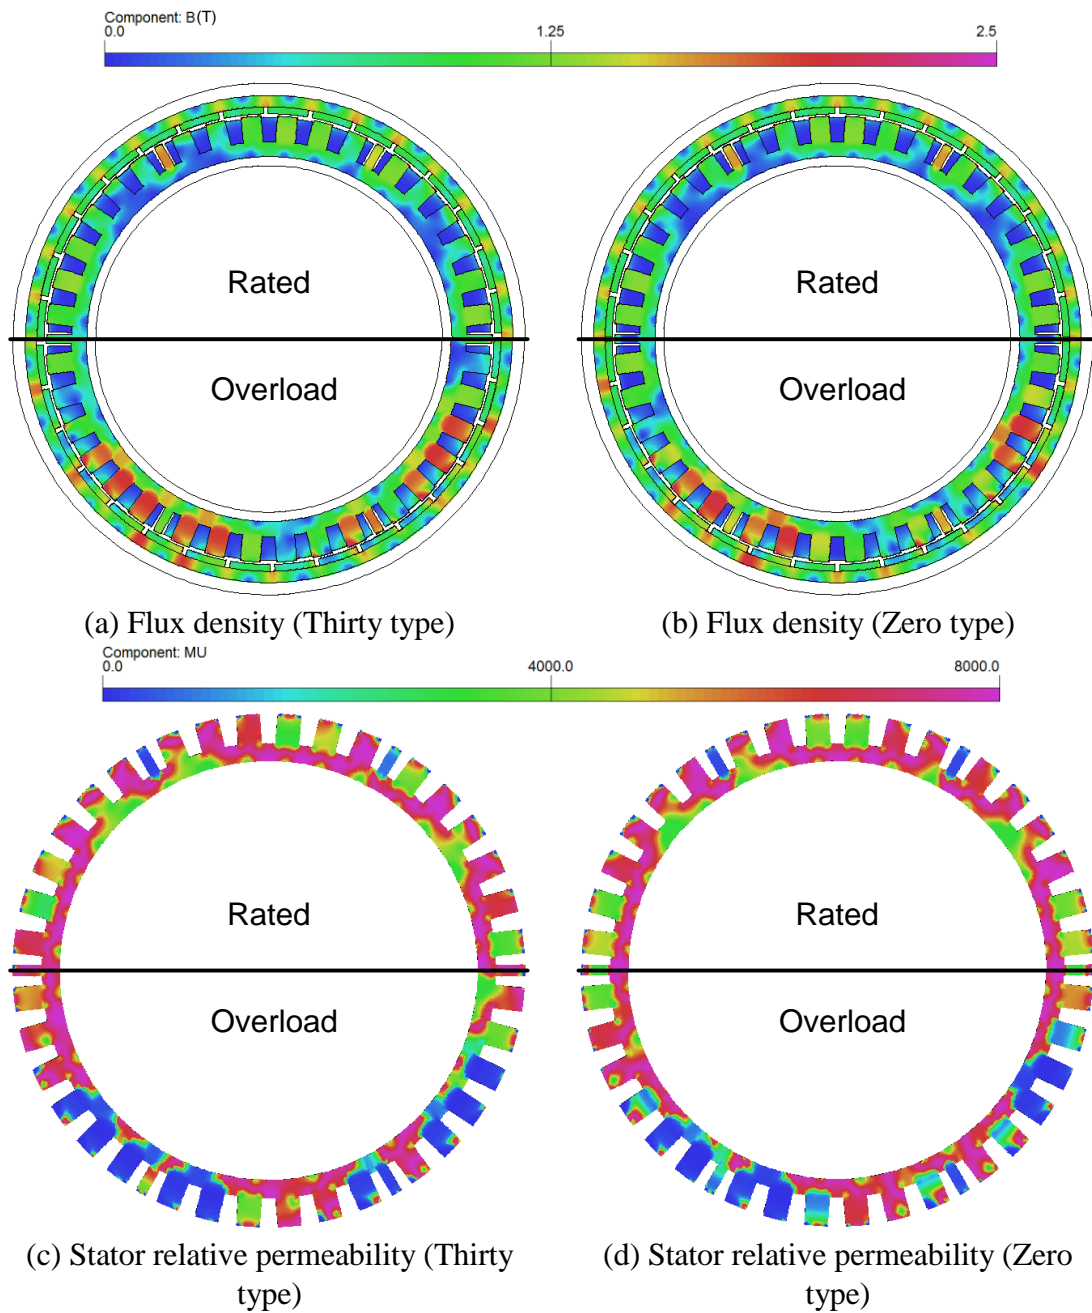 Component: B(T)
0.0 1.25 2.5
Rated
Overload
Rated
Overload
(a) Flux density (Thirty type)
(b) Flux density (Zero type)
Component: MU
0.0 4000.0 8000.0
Rated
Overload
Rated
Overload
(c) Stator relative permeability (Thirty
type)
(d) Stator relative permeability (Zero
type)